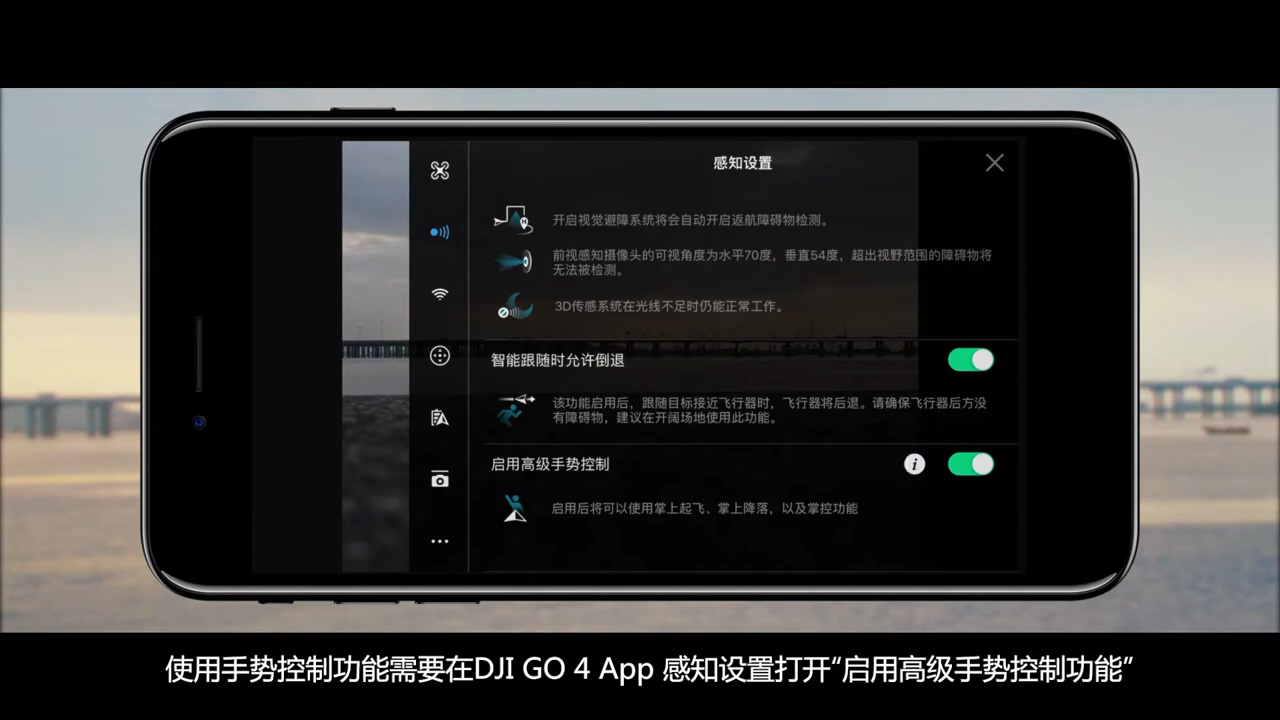 感知设置
开启视觉避障系统将会自动开启返航障碍物检测。
前视感知摄像头的可视角度为水平70度，垂直54度，超出视野范围的障碍物将
无法被检测。
3D传感系统在光线不足时仍能正常工作。
智能跟随时允许倒退
该功能启用后，跟随目标接近飞行器时，飞行器将后退。请确保飞行器后方没
有障碍物，建议在开阔场地使用此功能。
启用高级手势控制
启用后将可以使用掌上起飞、掌上降落，以及掌控功能
使用手势控制功能需要在DJI GO 4 App 感知设置打开“启用高级手势控制功能”